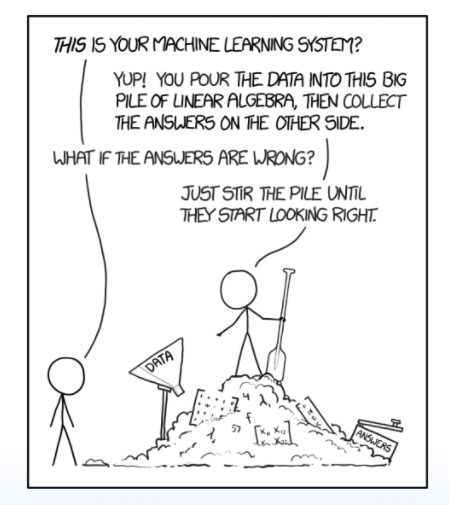 THIS IS YOUR MACHINE LEARNING SYSTEM?
YUP! YOU POUR THE DATA INTO THIS BIG
PILE OF LINEAR ALGEBRA, THEN COLLECT
THE ANSWERS ON THE OTHER SIDE.
WHAT IF THE ANSWERS ARE WRONG?
JUST STIR THE PILE UNTIL
THEY START LOOKING RIGHT.
DATA
ANSWERS